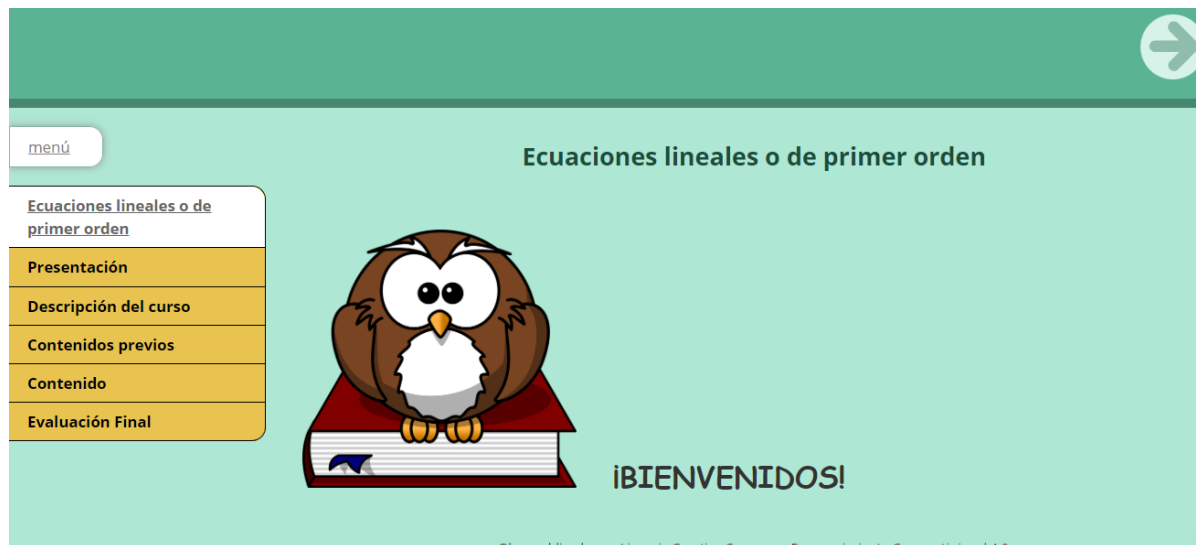 menú
Ecuaciones lineales o de primer orden
Ecuaciones lineales o de
primer orden
Presentación
Descripción del curso
Contenidos previos
Contenido
Evaluación Final
¡BIENVENIDOS!